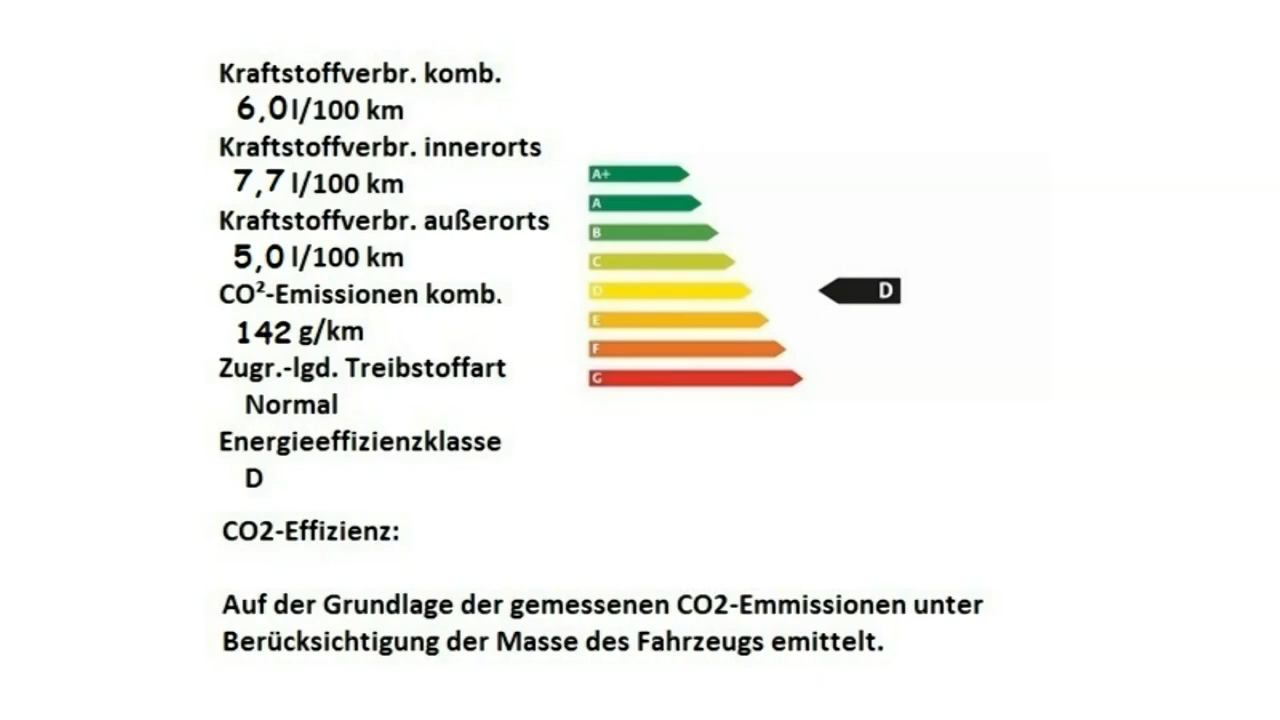 Kraftstoffverbr. komb.
6,0 l/100 km
Kraftstoffverbr. innerorts
7,7 l/100 km
Kraftstoffverbr. außerorts
5,0 l/100 km
CO²-Emissionen komb.
142 g/km
Zugr.-lgd. Treibstoffart
Normal
Energieeffizienzklasse
D
A+
A
B
C
D
E
F
G
D
CO2-Effizienz:
Auf der Grundlage der gemessenen CO2-Emmissionen unter
Berücksichtigung der Masse des Fahrzeugs emittelt.